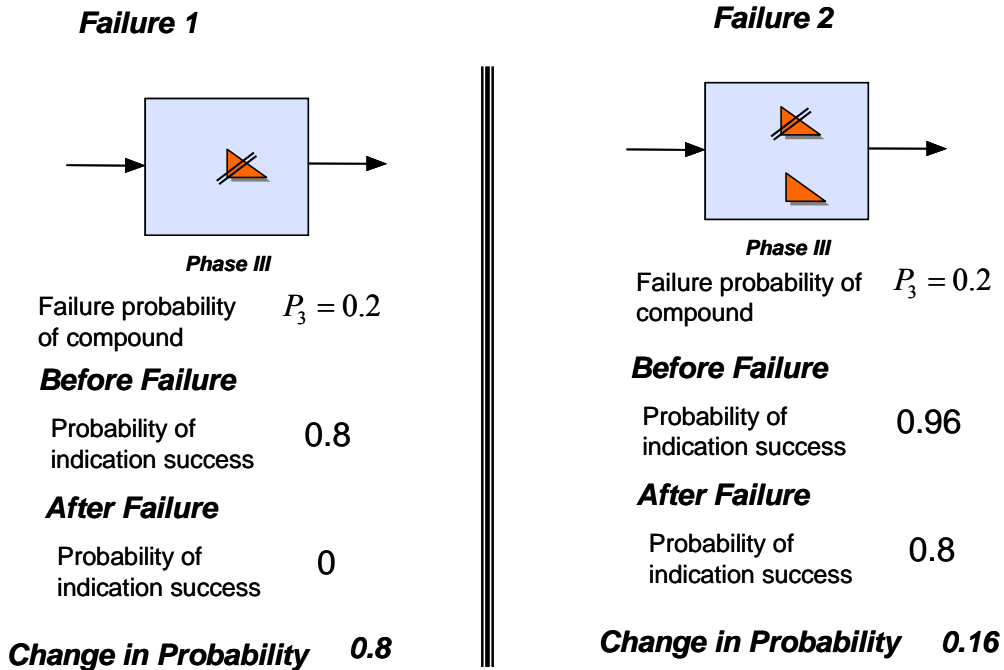 Failure 1
Phase III
Failure probability P₃ = 0.2
of compound
Before Failure
Probability of 0.8
indication success
After Failure
Probability of 0
indication success
Change in Probability 0.8
Failure 2
Phase III
Failure probability of P₃ = 0.2
compound
Before Failure
Probability of 0.96
indication success
After Failure
Probability of 0.8
indication success
Change in Probability 0.16